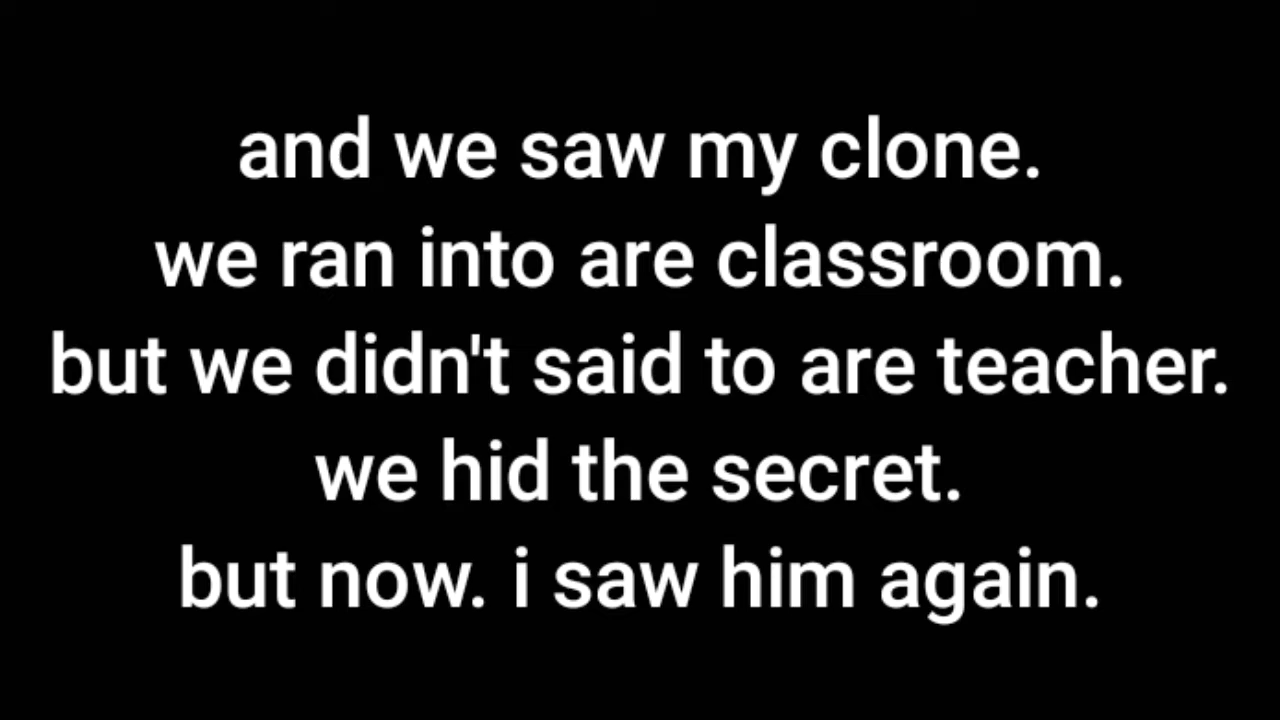 and we saw my clone.
we ran into are classroom.
but we didn't said to are teacher.
we hid the secret.
but now. i saw him again.